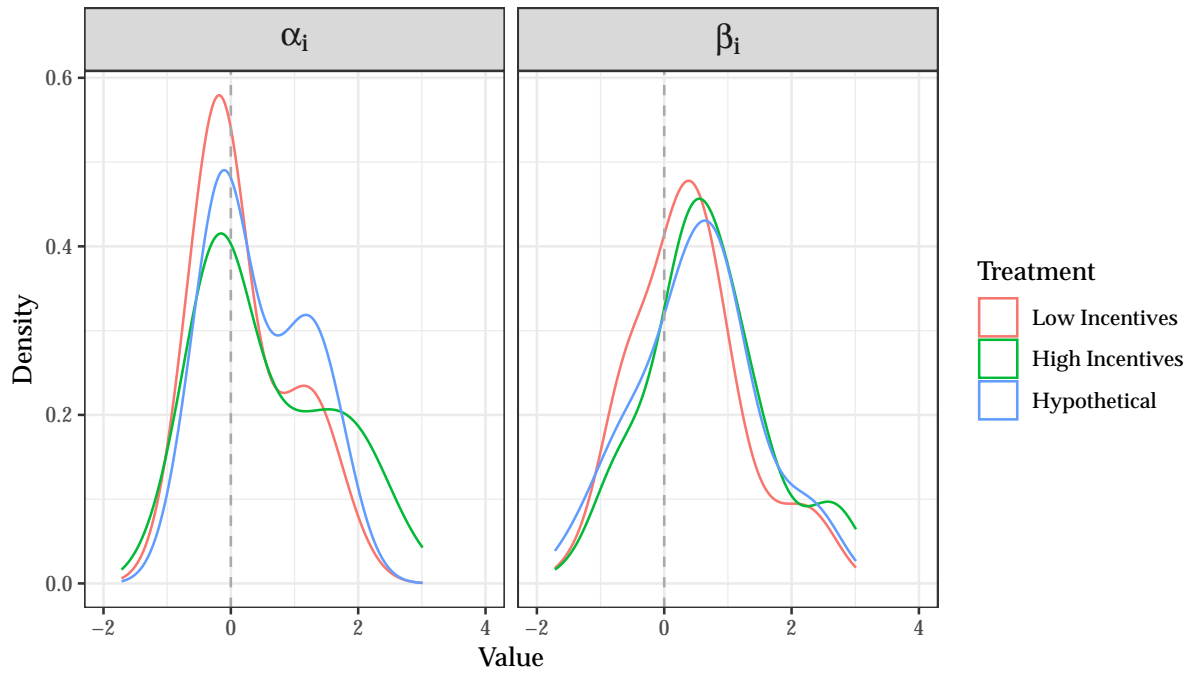 αi
βi
0.6
0.4
0.2
0.0
Density
−2 0 2 4
−2 0 2 4
Value
Treatment
Low Incentives
High Incentives
Hypothetical